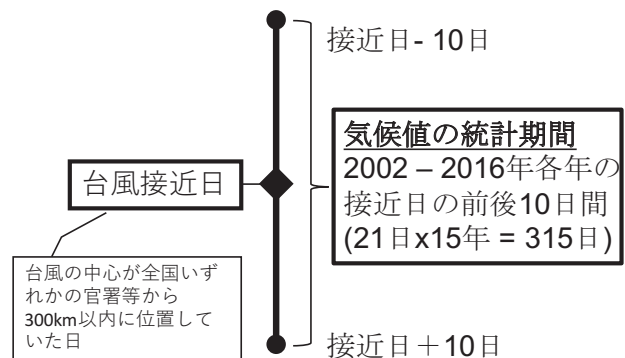 接近日- 10日
気候値の統計期間
2002 – 2016年各年の
接近日の前後10日間
(21日x15年 = 315日)
台風接近日
台風の中心が全国いず
れかの官署等から
300km以内に位置して
いた日
接近日＋10日